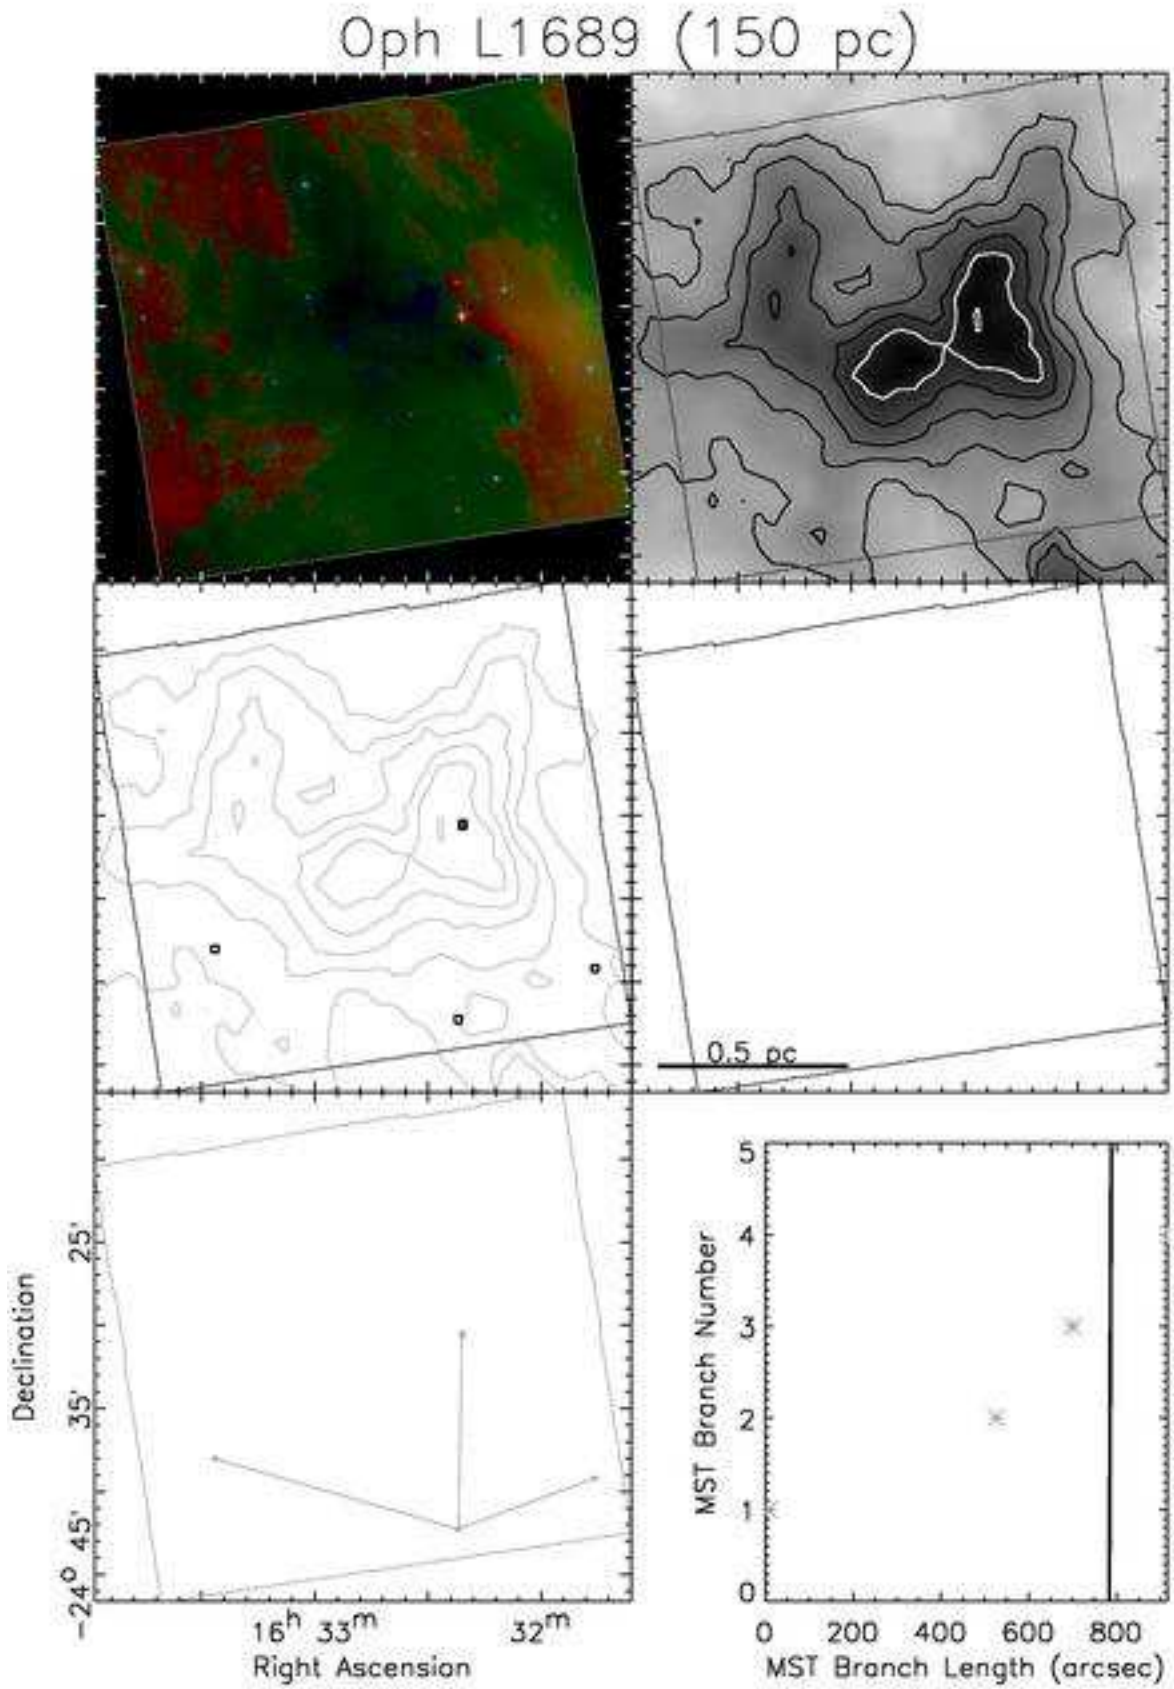 Oph L1689 (150 pc)
0.5 pc
25'
35'
45'
-24°
Declination
16h 33m
32m
Right Ascension
5
4
3
2
1
0
MST Branch Number
0 200 400 600 800
MST Branch Length (arcsec)